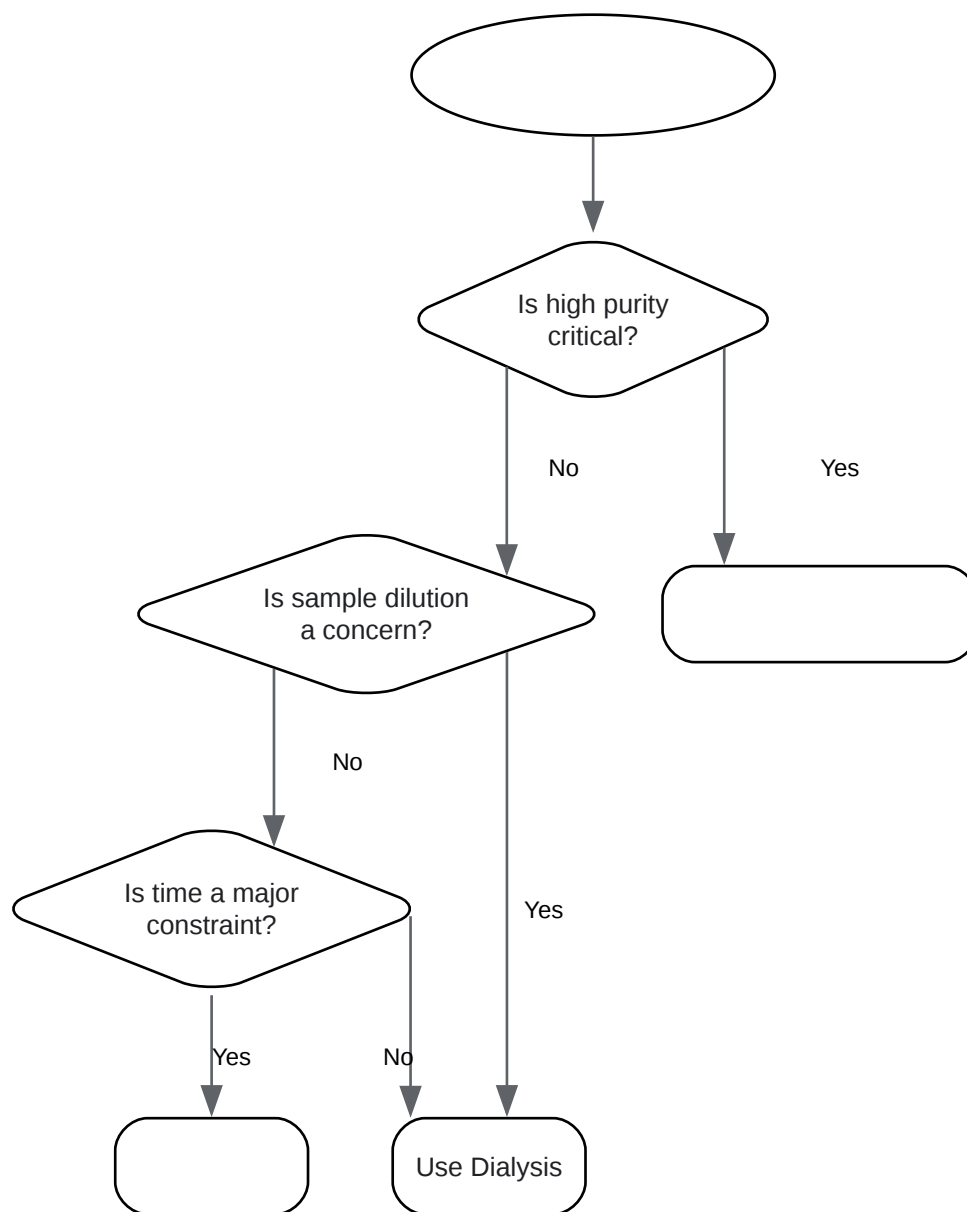 Is high purity
critical?
No
Yes
Is sample dilution
a concern?
No
Is time a major
constraint?
Yes
Yes
No
Use Dialysis